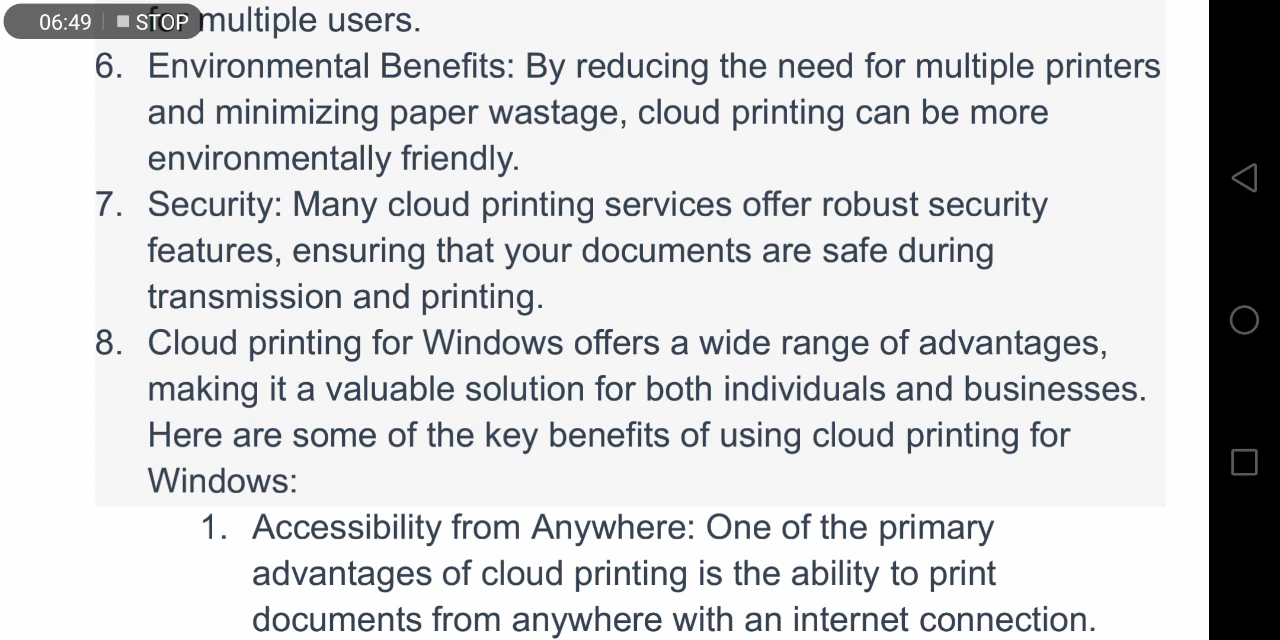 06:49 STOP
for multiple users.
6. Environmental Benefits: By reducing the need for multiple printers
and minimizing paper wastage, cloud printing can be more
environmentally friendly.
7. Security: Many cloud printing services offer robust security
features, ensuring that your documents are safe during
transmission and printing.
8. Cloud printing for Windows offers a wide range of advantages,
making it a valuable solution for both individuals and businesses.
Here are some of the key benefits of using cloud printing for
Windows:
1. Accessibility from Anywhere: One of the primary
advantages of cloud printing is the ability to print
documents from anywhere with an internet connection.